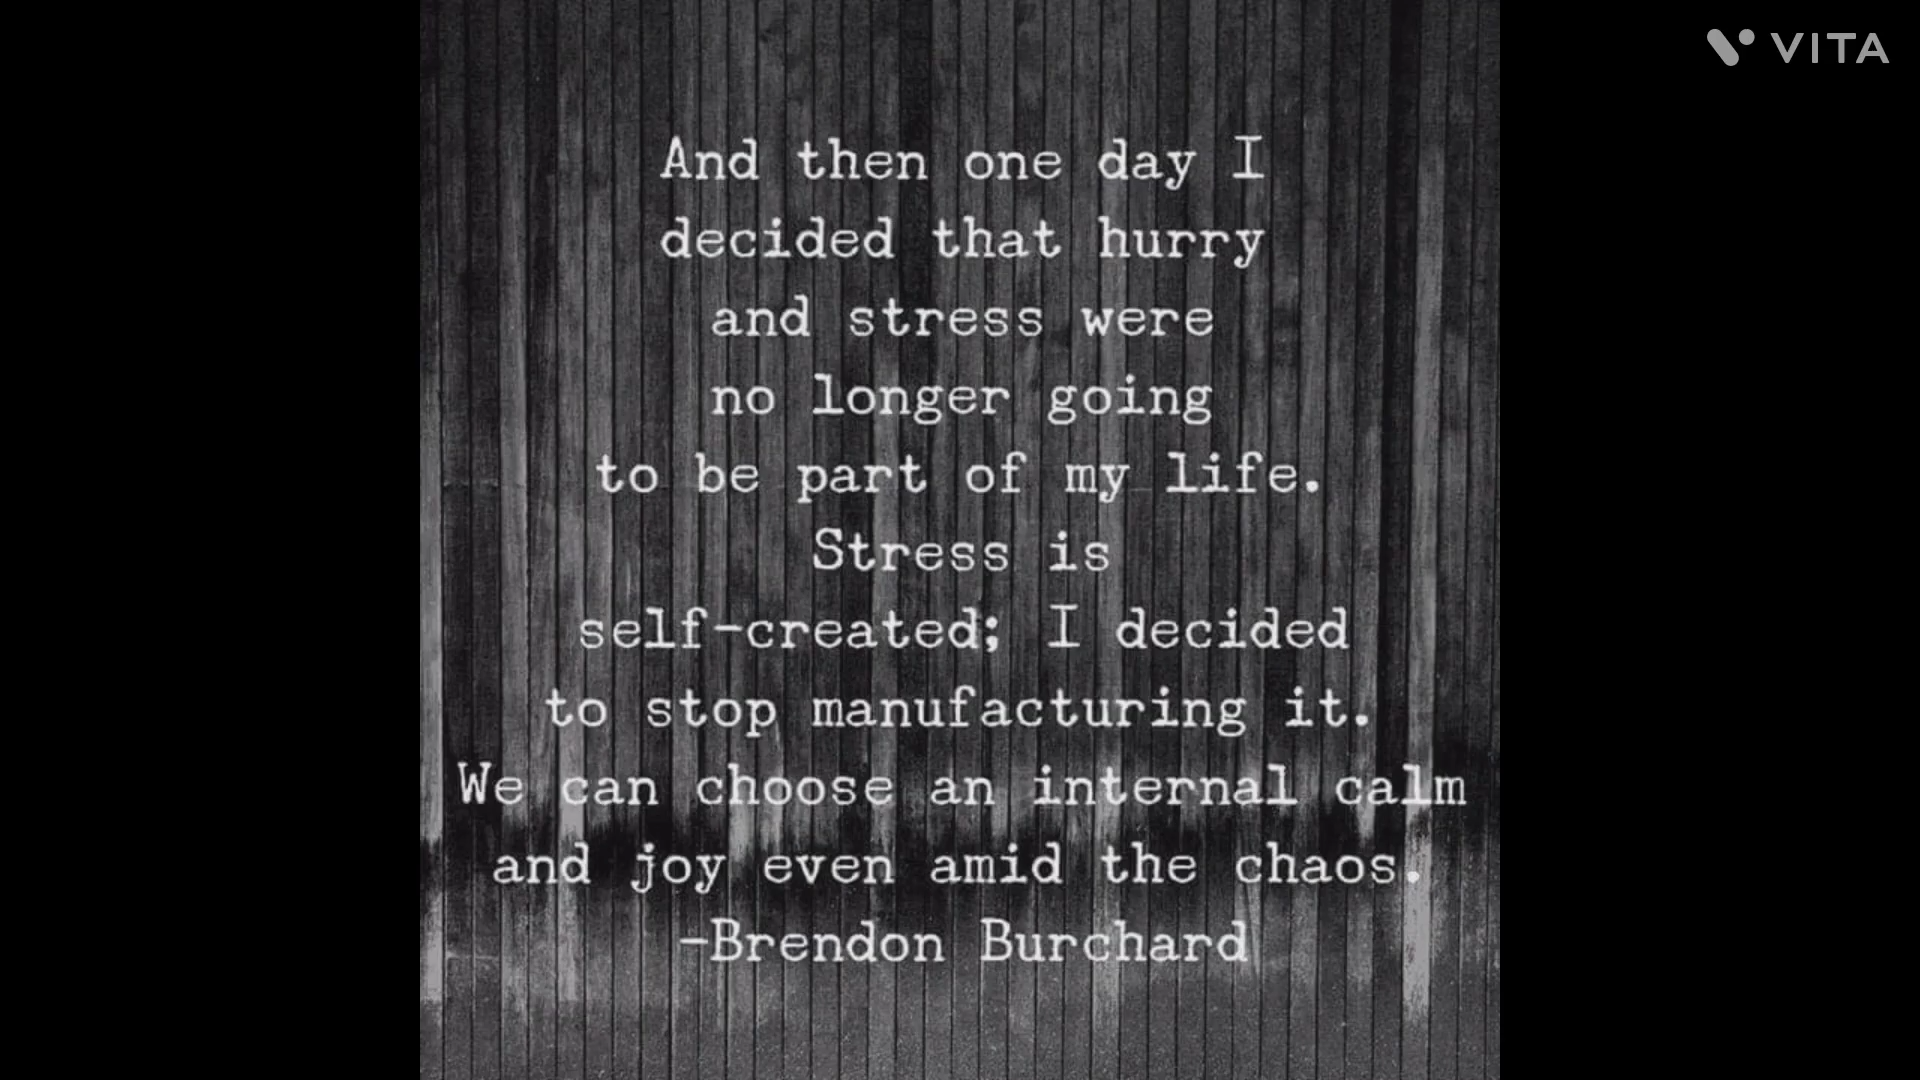 VITA
And then one day I
decided that hurry
and stress were
no longer going
to be part of my life.
Stress is
self-created; I decided
to stop manufacturing it.
We can choose an internal calm
and joy even amid the chaos.
-Brendon Burchard